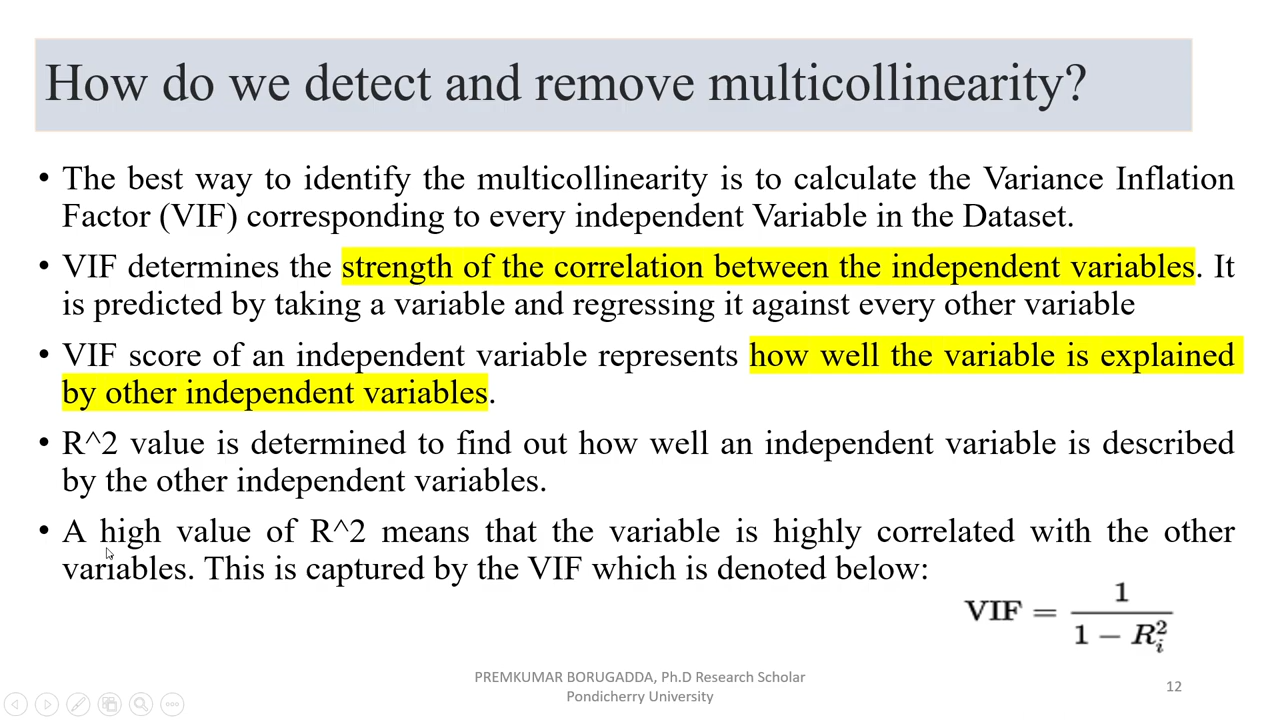 How do we detect and remove multicollinearity?
• The best way to identify the multicollinearity is to calculate the Variance Inflation
Factor (VIF) corresponding to every independent Variable in the Dataset.
• VIF determines the strength of the correlation between the independent variables. It
is predicted by taking a variable and regressing it against every other variable
• VIF score of an independent variable represents how well the variable is explained
by other independent variables.
• R^2 value is determined to find out how well an independent variable is described
by the other independent variables.
• A high value of R^2 means that the variable is highly correlated with the other
variables. This is captured by the VIF which is denoted below:
VIF = 1 / (1 − R_i^2)
PREMKUMAR BORUGADDA, Ph.D Research Scholar
Pondicherry University
12